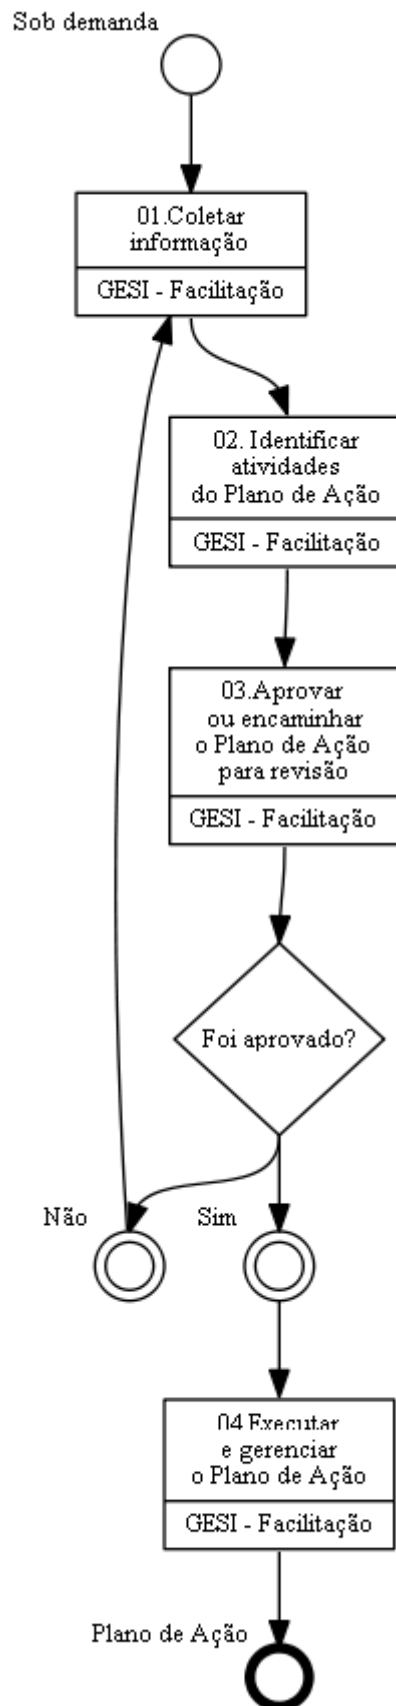 Sob demanda
01.Coletar
informação
GESI - Facilitação
02. Identificar
atividades
do Plano de Ação
GESI - Facilitação
03.Aprovar
ou encaminhar
o Plano de Ação
para revisão
GESI - Facilitação
Foi aprovado?
Não
Sim
04.Executar
e gerenciar
o Plano de Ação
GESI - Facilitação
Plano de Ação